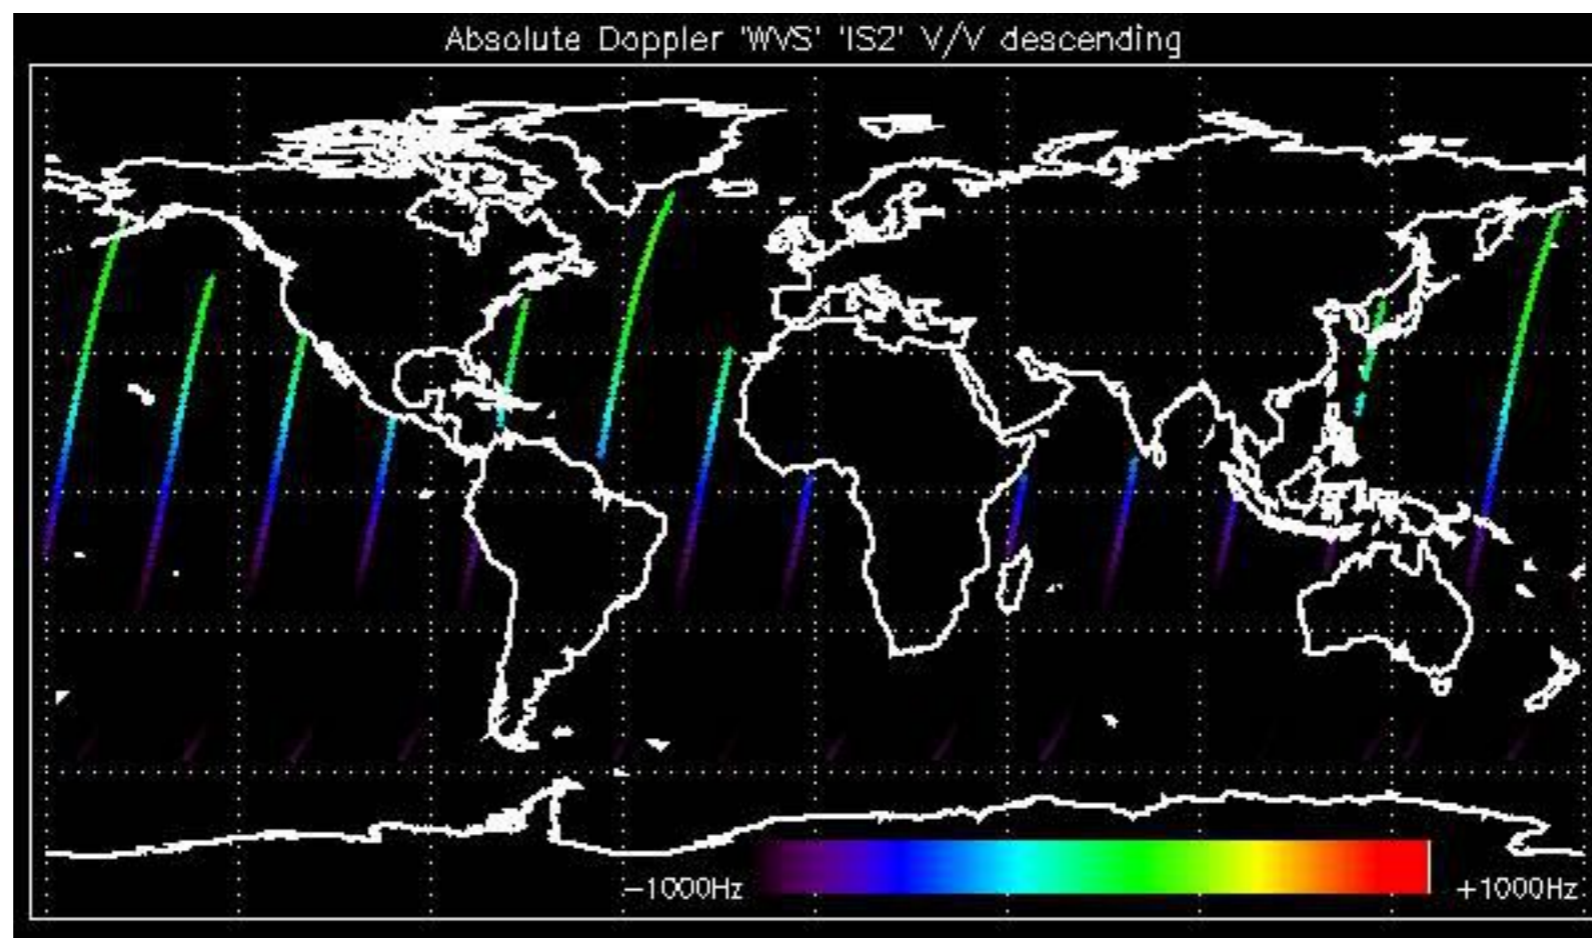 Absolute Doppler 'WVS' 'IS2' V/V descending
-1000Hz
+1000Hz